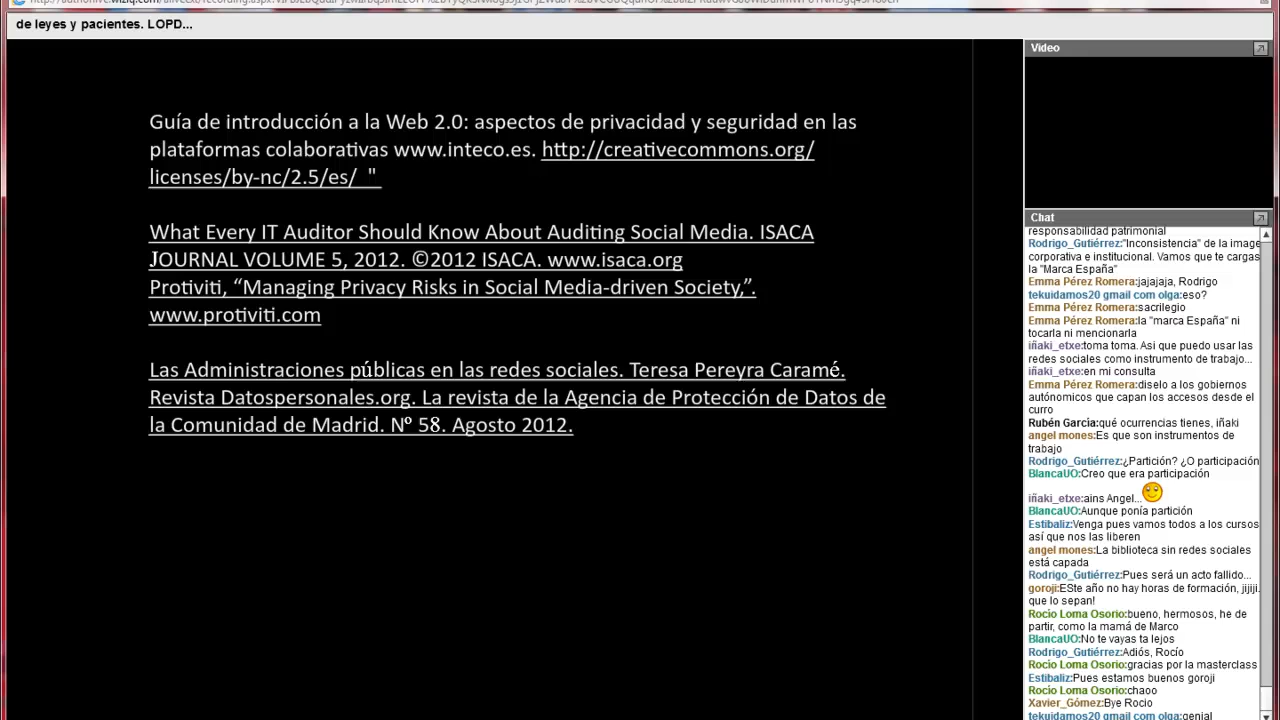 de leyes y pacientes. LOPD...
Guía de introducción a la Web 2.0: aspectos de privacidad y seguridad en las
plataformas colaborativas www.inteco.es. http://creativecommons.org/
licenses/by-nc/2.5/es/ "
What Every IT Auditor Should Know About Auditing Social Media. ISACA
JOURNAL VOLUME 5, 2012. ©2012 ISACA. www.isaca.org
Protiviti, “Managing Privacy Risks in Social Media-driven Society,”.
www.protiviti.com
Las Administraciones públicas en las redes sociales. Teresa Pereyra Caramé.
Revista Datospersonales.org. La revista de la Agencia de Protección de Datos de
la Comunidad de Madrid. Nº 58. Agosto 2012.
Video
Chat
responsabilidad patrimonial
Rodrigo_Gutiérrez:"Inconsistencia" de la image
corporativa e institucional. Vamos que te cargas
la "Marca España"
Emma Pérez Romera:jajajaja, Rodrigo
tekuidamos20 gmail com olga:eso?
Emma Pérez Romera:sacrilegio
Emma Pérez Romera:la "marca España" ni
tocarla ni mencionarla
iñaki_etxe:toma toma. Asi que puedo usar las
redes sociales como instrumento de trabajo...
iñaki_etxe:en mi consulta
Emma Pérez Romera:diselo a los gobiernos
autónomicos que capan los accesos desde el
curro
Rubén García:qué ocurrencias tienes, iñaki
angel mones:Es que son instrumentos de
trabajo
Rodrigo_Gutiérrez:¿Partición? ¿O participación
BlancaUO:Creo que era participación
iñaki_etxe:ains Angel...
BlancaUO:Aunque ponía partición
Estibaliz:Venga pues vamos todos a los cursos
así que nos las liberen
angel mones:La biblioteca sin redes sociales
está capada
Rodrigo_Gutiérrez:Pues será un acto fallido...
goroji:ESte año no hay horas de formación, jijiji.
que lo sepan!
Rocío Loma Osorio:bueno, hermosos, he de
partir, como la mamá de Marco
BlancaUO:No te vayas ta lejos
Rodrigo_Gutiérrez:Adiós, Rocío
Rocío Loma Osorio:gracias por la masterclass
Estibaliz:Pues estamos buenos goroji
Rocío Loma Osorio:chaoo
Xavier_Gómez:Bye Rocio
tekuidamos20 gmail com olga:genial